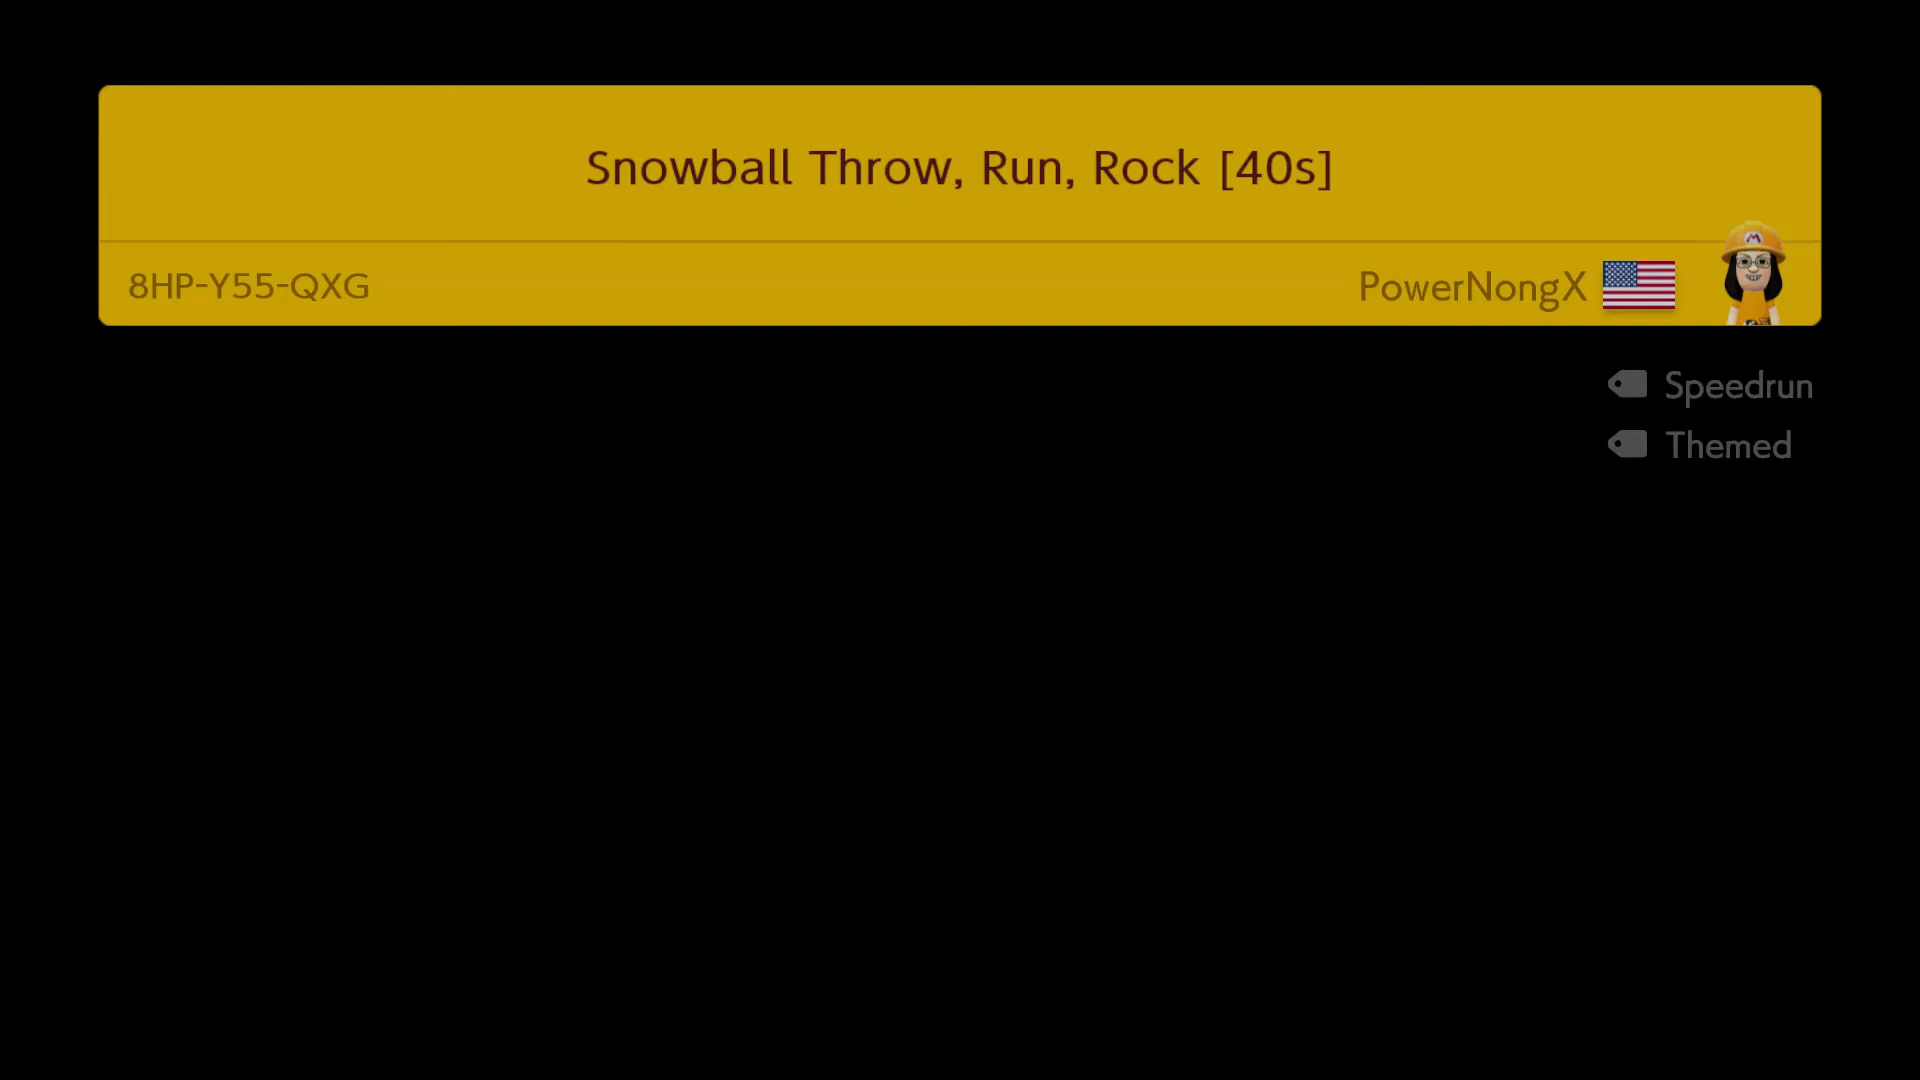 Snowball Throw, Run, Rock [40s]
8HP-Y55-QXG
PowerNongX
M
Speedrun
Themed